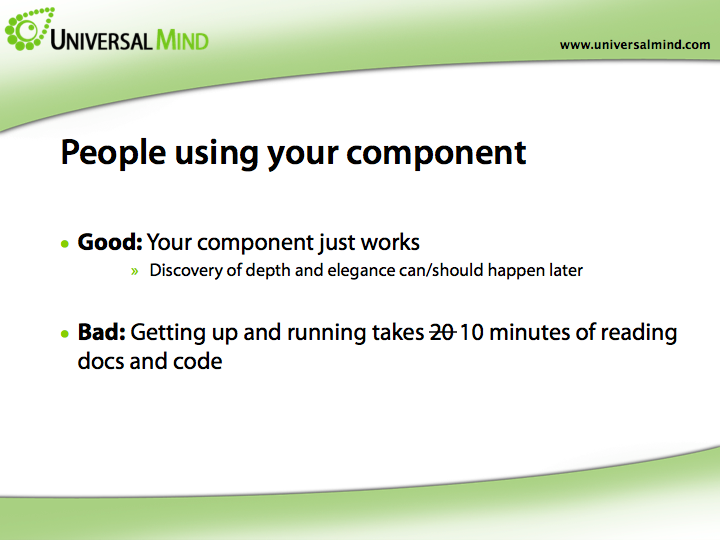 UNIVERSAL MIND
www.universalmind.com
People using your component
• Good: Your component just works
» Discovery of depth and elegance can/should happen later
• Bad: Getting up and running takes 20 10 minutes of reading
docs and code